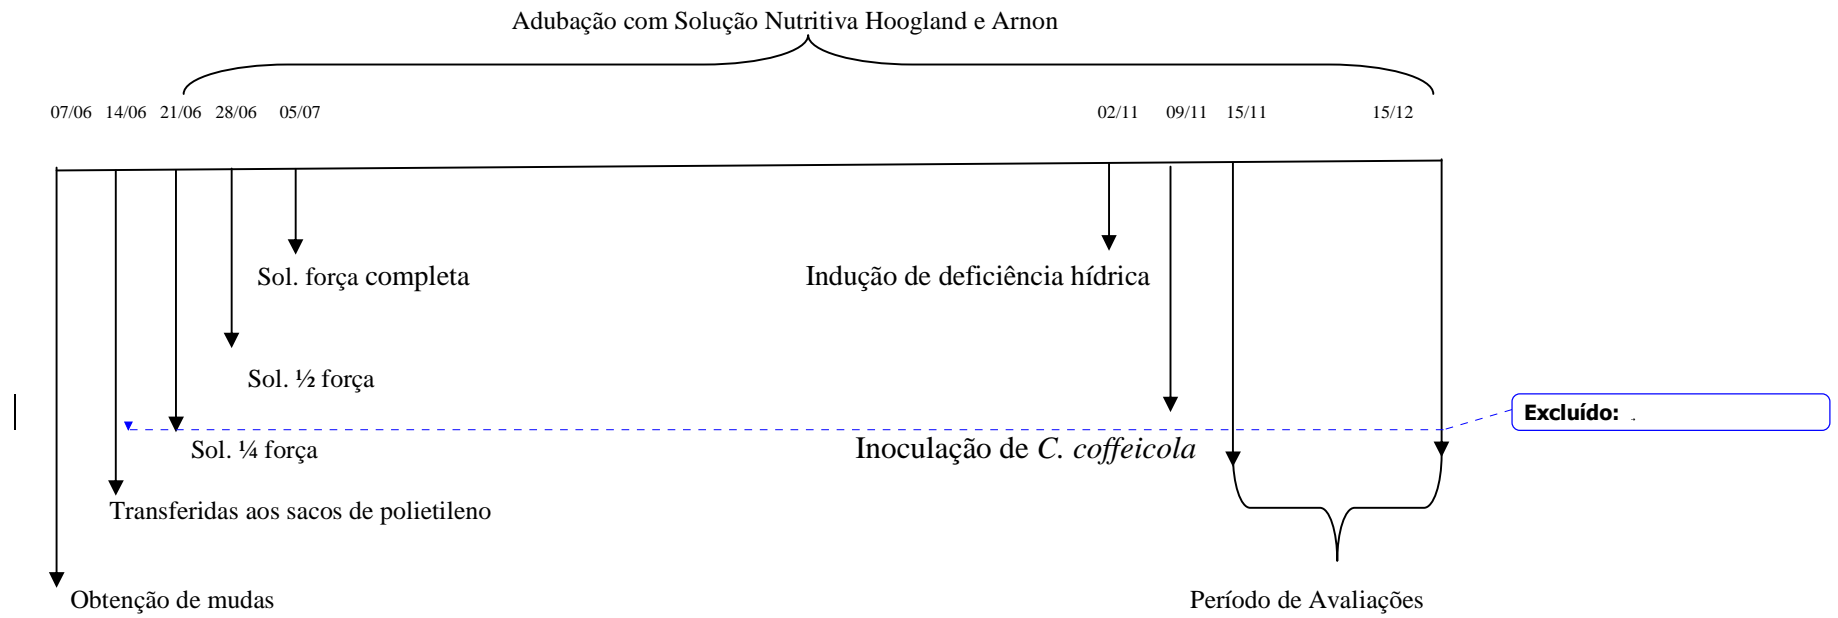 Adubação com Solução Nutritiva Hoogland e Arnon
07/06 14/06 21/06 28/06 05/07 02/11 09/11 15/11 15/12
Sol. força completa
Indução de deficiência hídrica
Sol. ½ força
Excluído: .
Sol. ¼ força
Inoculação de C. coffeicola
Transferidas aos sacos de polietileno
Obtenção de mudas
Período de Avaliações